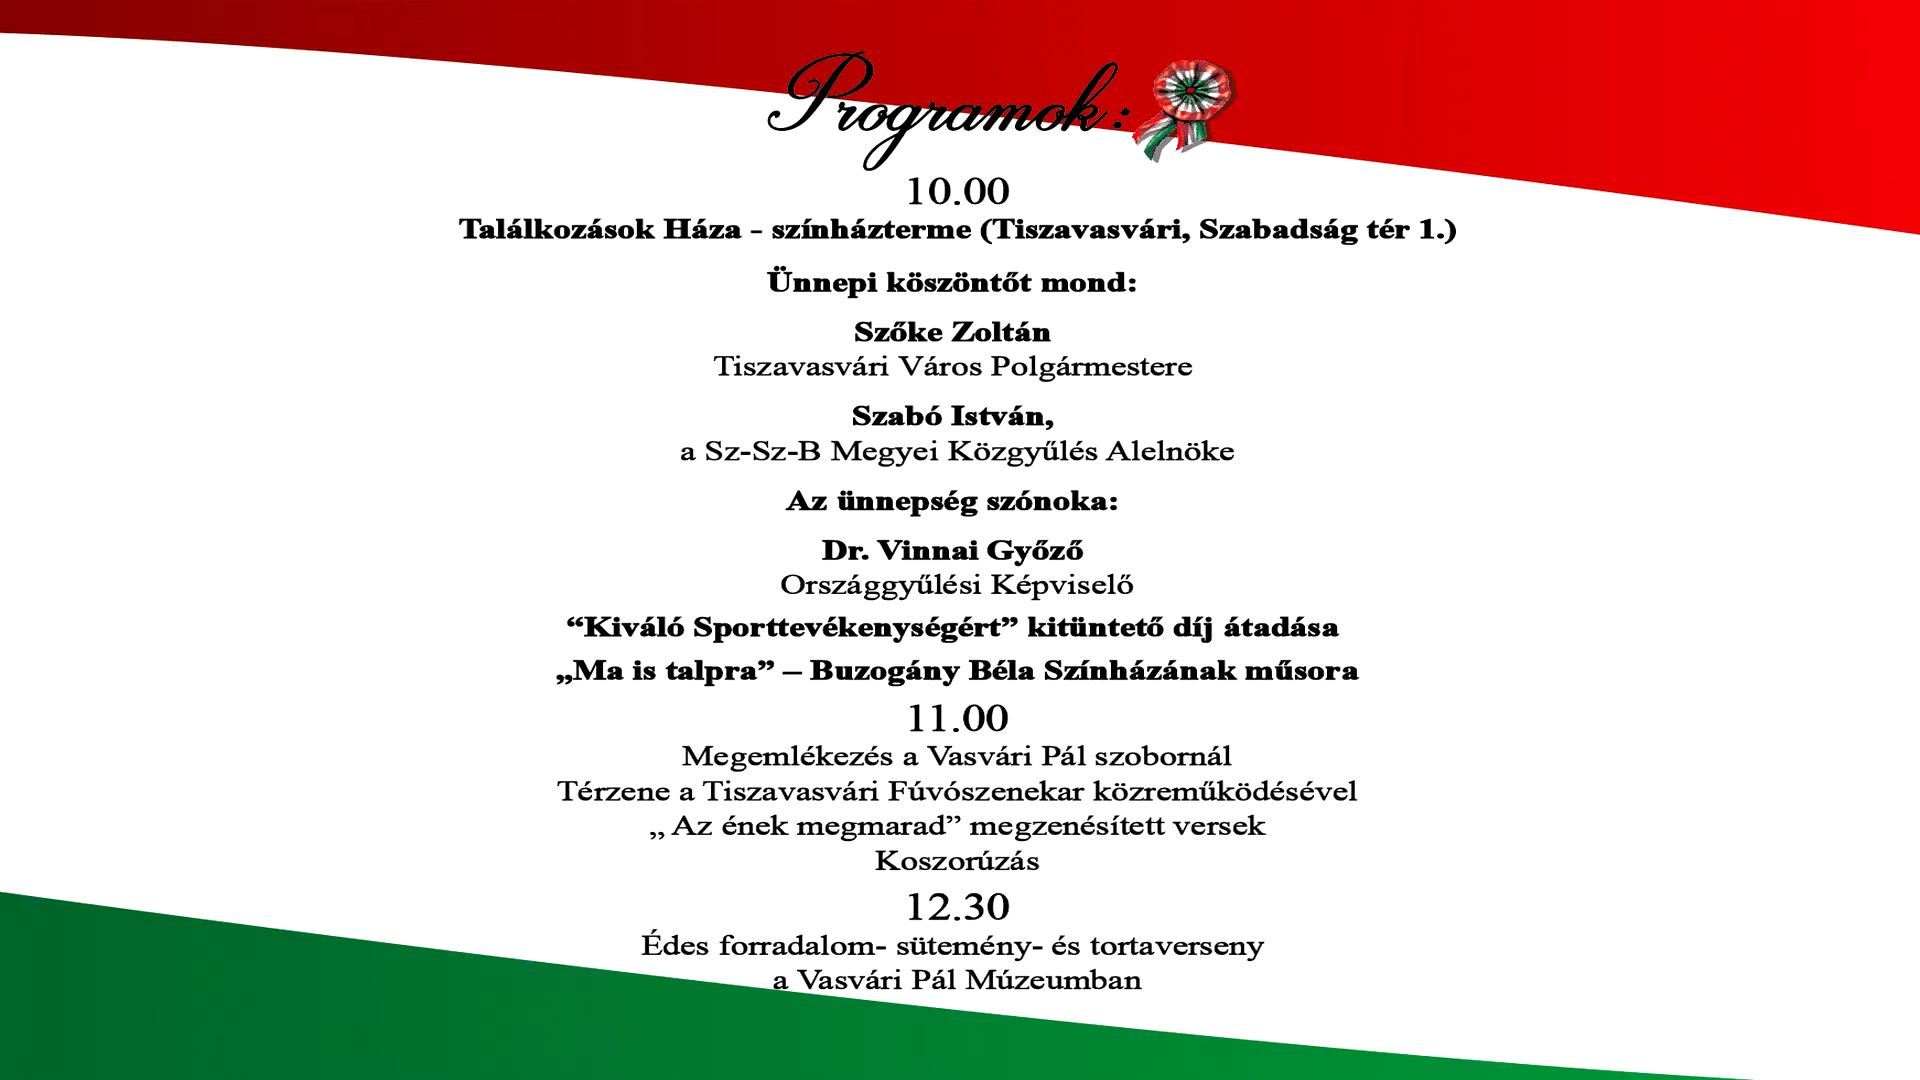 Programok:
10.00
Találkozások Háza - színházterme (Tiszavasvári, Szabadság tér 1.)
Ünnepi köszöntőt mond:
Szőke Zoltán
Tiszavasvári Város Polgármestere
Szabó István,
a Sz-Sz-B Megyei Közgyűlés Alelnöke
Az ünnepség szónoka:
Dr. Vinnai Győző
Országgyűlési Képviselő
“Kiváló Sporttevékenységért” kitüntető díj átadása
„Ma is talpra” – Buzogány Béla Színházának műsora
11.00
Megemlékezés a Vasvári Pál szobornál
Térzene a Tiszavasvári Fúvószenekar közreműködésével
„ Az ének megmarad” megzenésített versek
Koszorúzás
12.30
Édes forradalom- sütemény- és tortaverseny
a Vasvári Pál Múzeumban